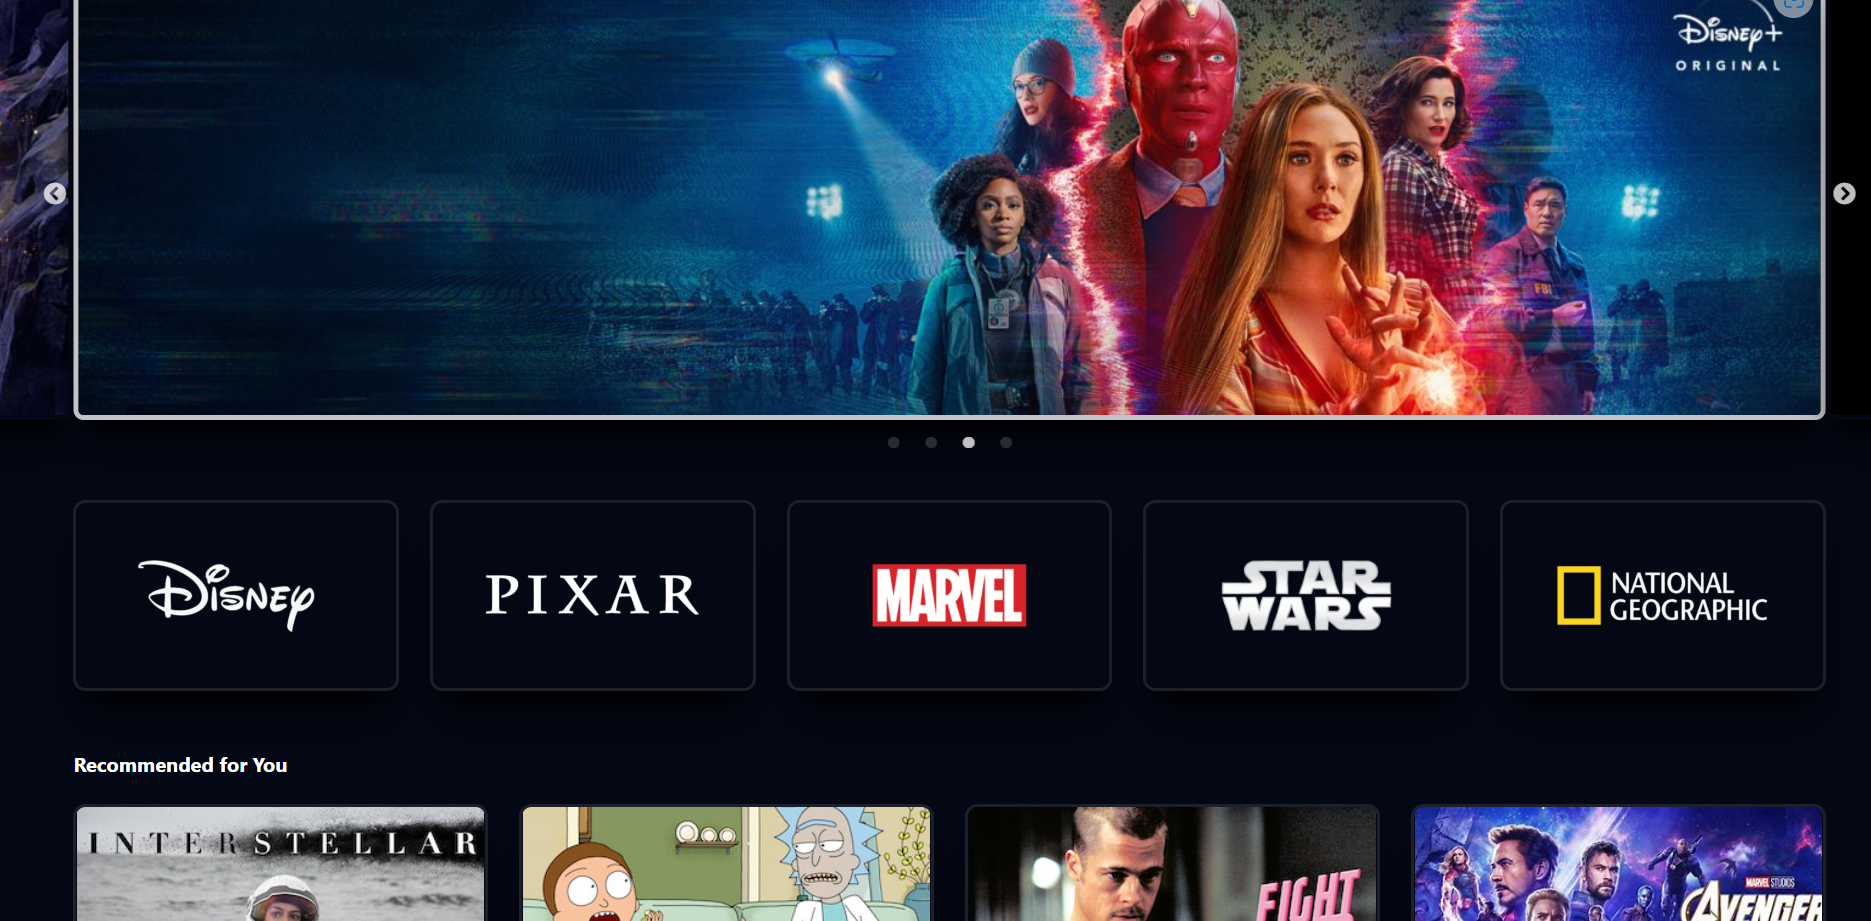 Disney+
ORIGINAL
FBI
Disney
PIXAR
MARVEL
STAR
WARS
NATIONAL
GEOGRAPHIC
Recommended for You
INTERSTELLAR
FIGHT
MARVEL STUDIOS
AVENGER